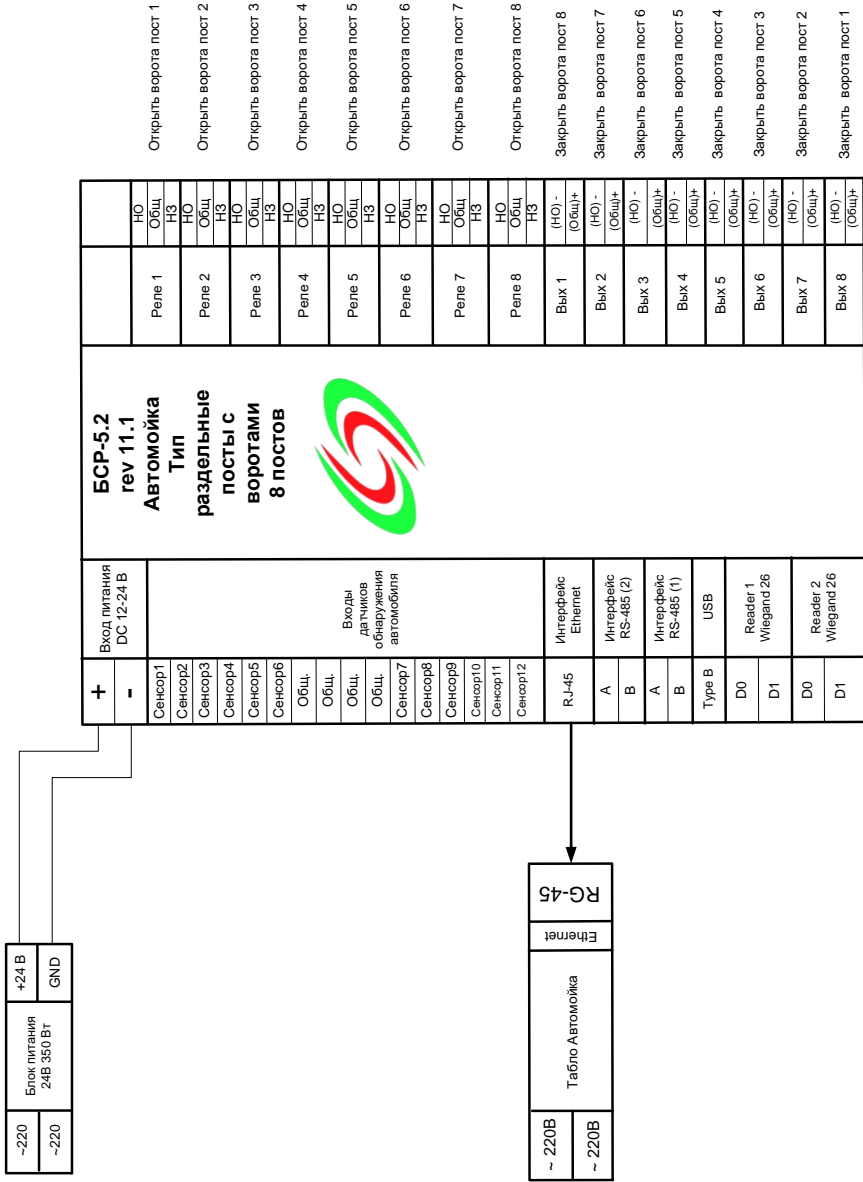 ~220
~220
Блок питания
24В 350 Вт
+24 В
GND
+
-
Вход питания
DC 12-24 В
Сенсор1
Сенсор2
Сенсор3
Сенсор4
Сенсор5
Сенсор6
Общ.
Общ.
Общ.
Общ.
Сенсор7
Сенсор8
Сенсор9
Сенсор10
Сенсор11
Сенсор12
Входы
датчиков
обнаружения
автомобиля
RJ-45
Интерфейс
Ethernet
A
B
Интерфейс
RS-485 (2)
A
B
Интерфейс
RS-485 (1)
Type B
USB
D0
D1
Reader 1
Wiegand 26
D0
D1
Reader 2
Wiegand 26
БСР-5.2
rev 11.1
Автомойка
Тип
раздельные
посты с
воротами
8 постов
Реле 1
НО
Общ
НЗ
Открыть ворота пост 1
Реле 2
НО
Общ
НЗ
Открыть ворота пост 2
Реле 3
НО
Общ
НЗ
Открыть ворота пост 3
Реле 4
НО
Общ
НЗ
Открыть ворота пост 4
Реле 5
НО
Общ
НЗ
Открыть ворота пост 5
Реле 6
НО
Общ
НЗ
Открыть ворота пост 6
Реле 7
НО
Общ
НЗ
Открыть ворота пост 7
Реле 8
НО
Общ
НЗ
Открыть ворота пост 8
Вых 1
(НО) -
(Общ)+
Закрыть ворота пост 8
Вых 2
(НО) -
(Общ)+
Закрыть ворота пост 7
Вых 3
(НО) -
(Общ)+
Закрыть ворота пост 6
Вых 4
(НО) -
(Общ)+
Закрыть ворота пост 5
Вых 5
(НО) -
(Общ)+
Закрыть ворота пост 4
Вых 6
(НО) -
(Общ)+
Закрыть ворота пост 3
Вых 7
(НО) -
(Общ)+
Закрыть ворота пост 2
Вых 8
(НО) -
(Общ)+
Закрыть ворота пост 1
~ 220В
~ 220В
Табло Автомойка
Ethernet
RG-45